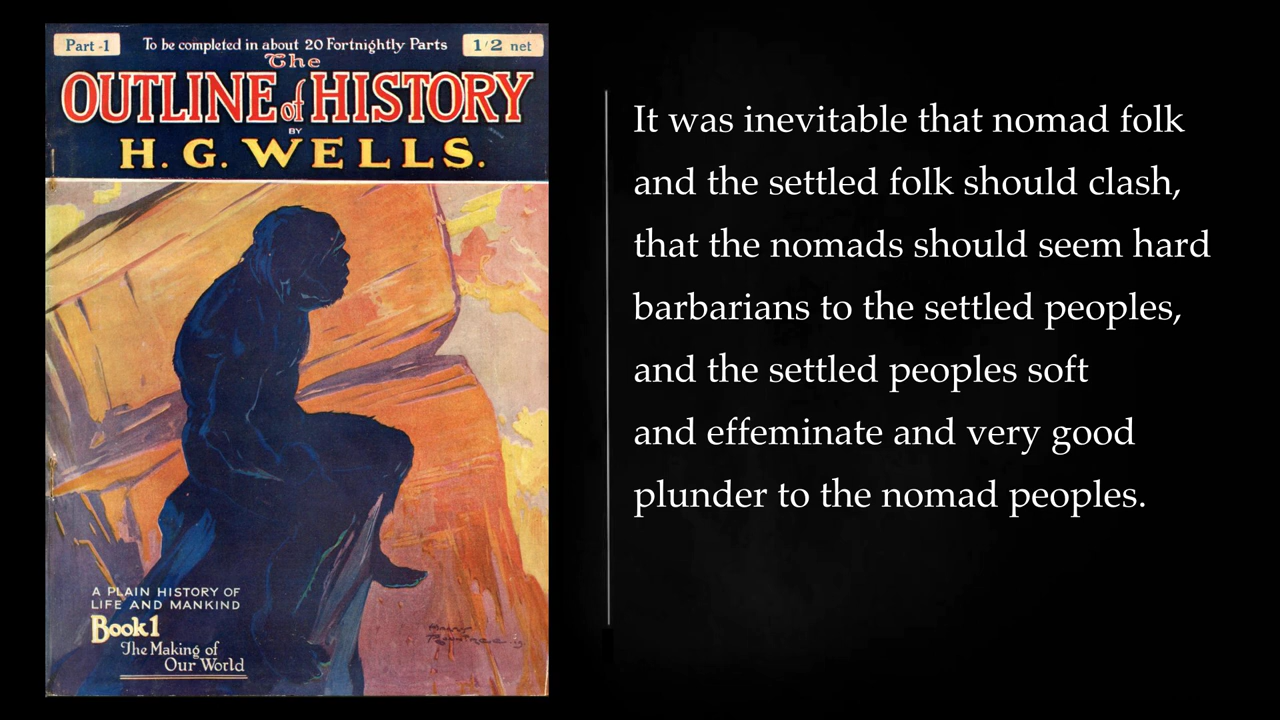 Part -1
To be completed in about 20 Fortnightly Parts
1/2 net
The
OUTLINE of HISTORY
BY
H. G. WELLS.
A PLAIN HISTORY OF
LIFE AND MANKIND
Book 1
The Making of
Our World
It was inevitable that nomad folk
and the settled folk should clash,
that the nomads should seem hard
barbarians to the settled peoples,
and the settled peoples soft
and effeminate and very good
plunder to the nomad peoples.